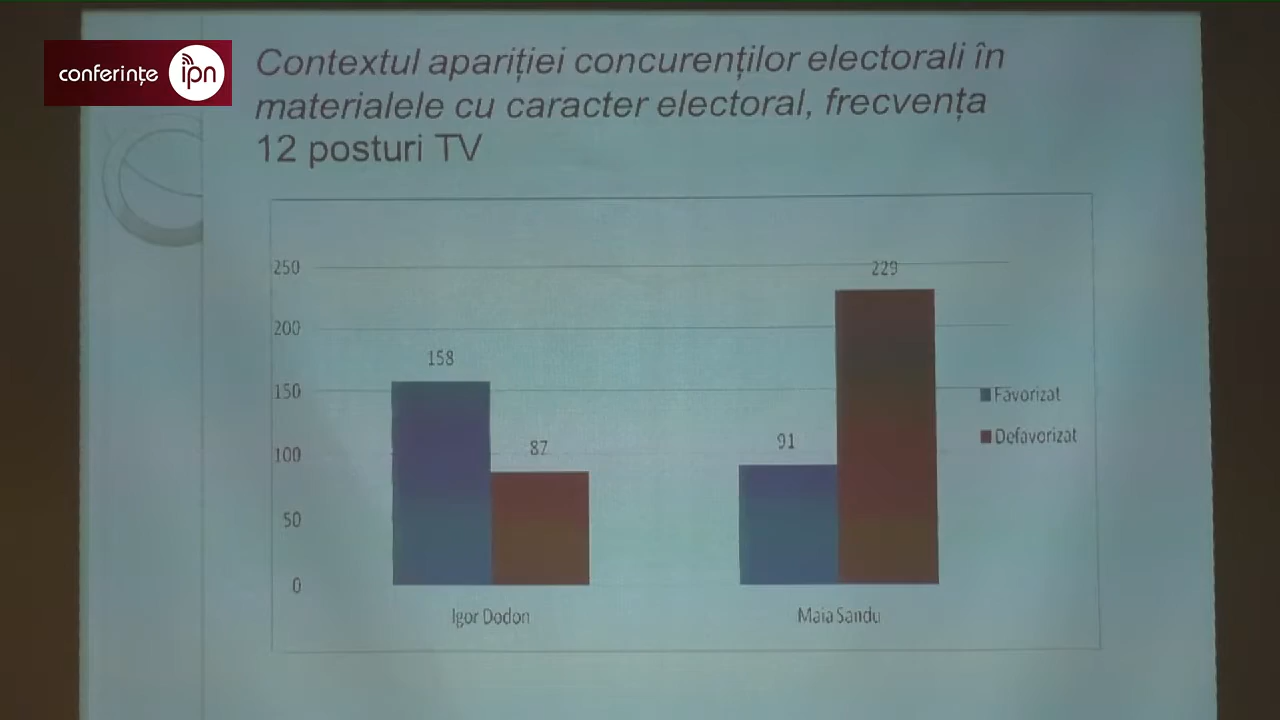 conferințe ipn
Contextul apariției concurenților electorali în
materialele cu caracter electoral, frecvența
12 posturi TV
250
200
150
100
50
0
158
87
91
229
Favorizat
Defavorizat
Igor Dodon
Maia Sandu